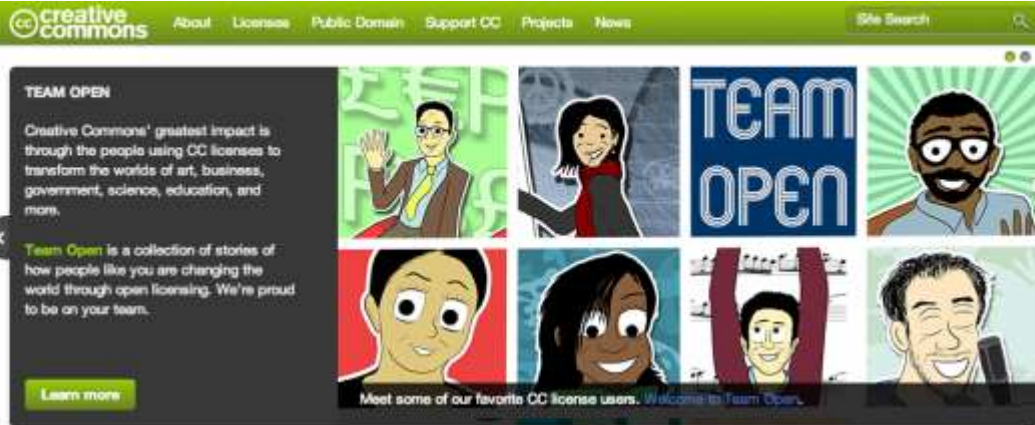 cc creative commons
About Licenses Public Domain Support CC Projects News
Site Search
TEAM OPEN
Creative Commons' greatest impact is
through the people using CC licenses to
transform the worlds of art, business,
government, science, education, and
more.
Team Open is a collection of stories of
how people like you are changing the
world through open licensing. We're proud
to be on your team.
Learn more
TEAM
OPEN
Meet some of our favorite CC license users. Welcome to Team Open.